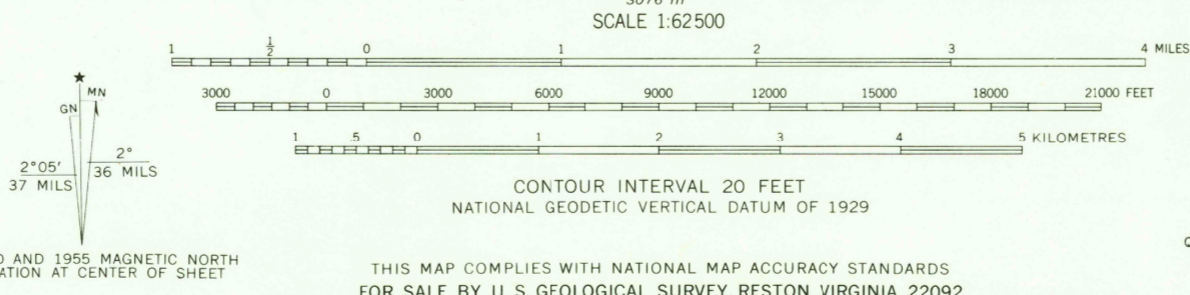 SCALE 1:62500
1 ½ 0 1 2 3 4 MILES
3000 0 3000 6000 9000 12000 15000 18000 21000 FEET
1 .5 0 1 2 3 4 5 KILOMETRES
★
GN MN
2°05′ 2°
37 MILS 36 MILS
AND 1955 MAGNETIC NORTH
AT CENTER OF SHEET
CONTOUR INTERVAL 20 FEET
NATIONAL GEODETIC VERTICAL DATUM OF 1929
THIS MAP COMPLIES WITH NATIONAL MAP ACCURACY STANDARDS
FOR SALE BY U.S. GEOLOGICAL SURVEY, RESTON, VIRGINIA 22092